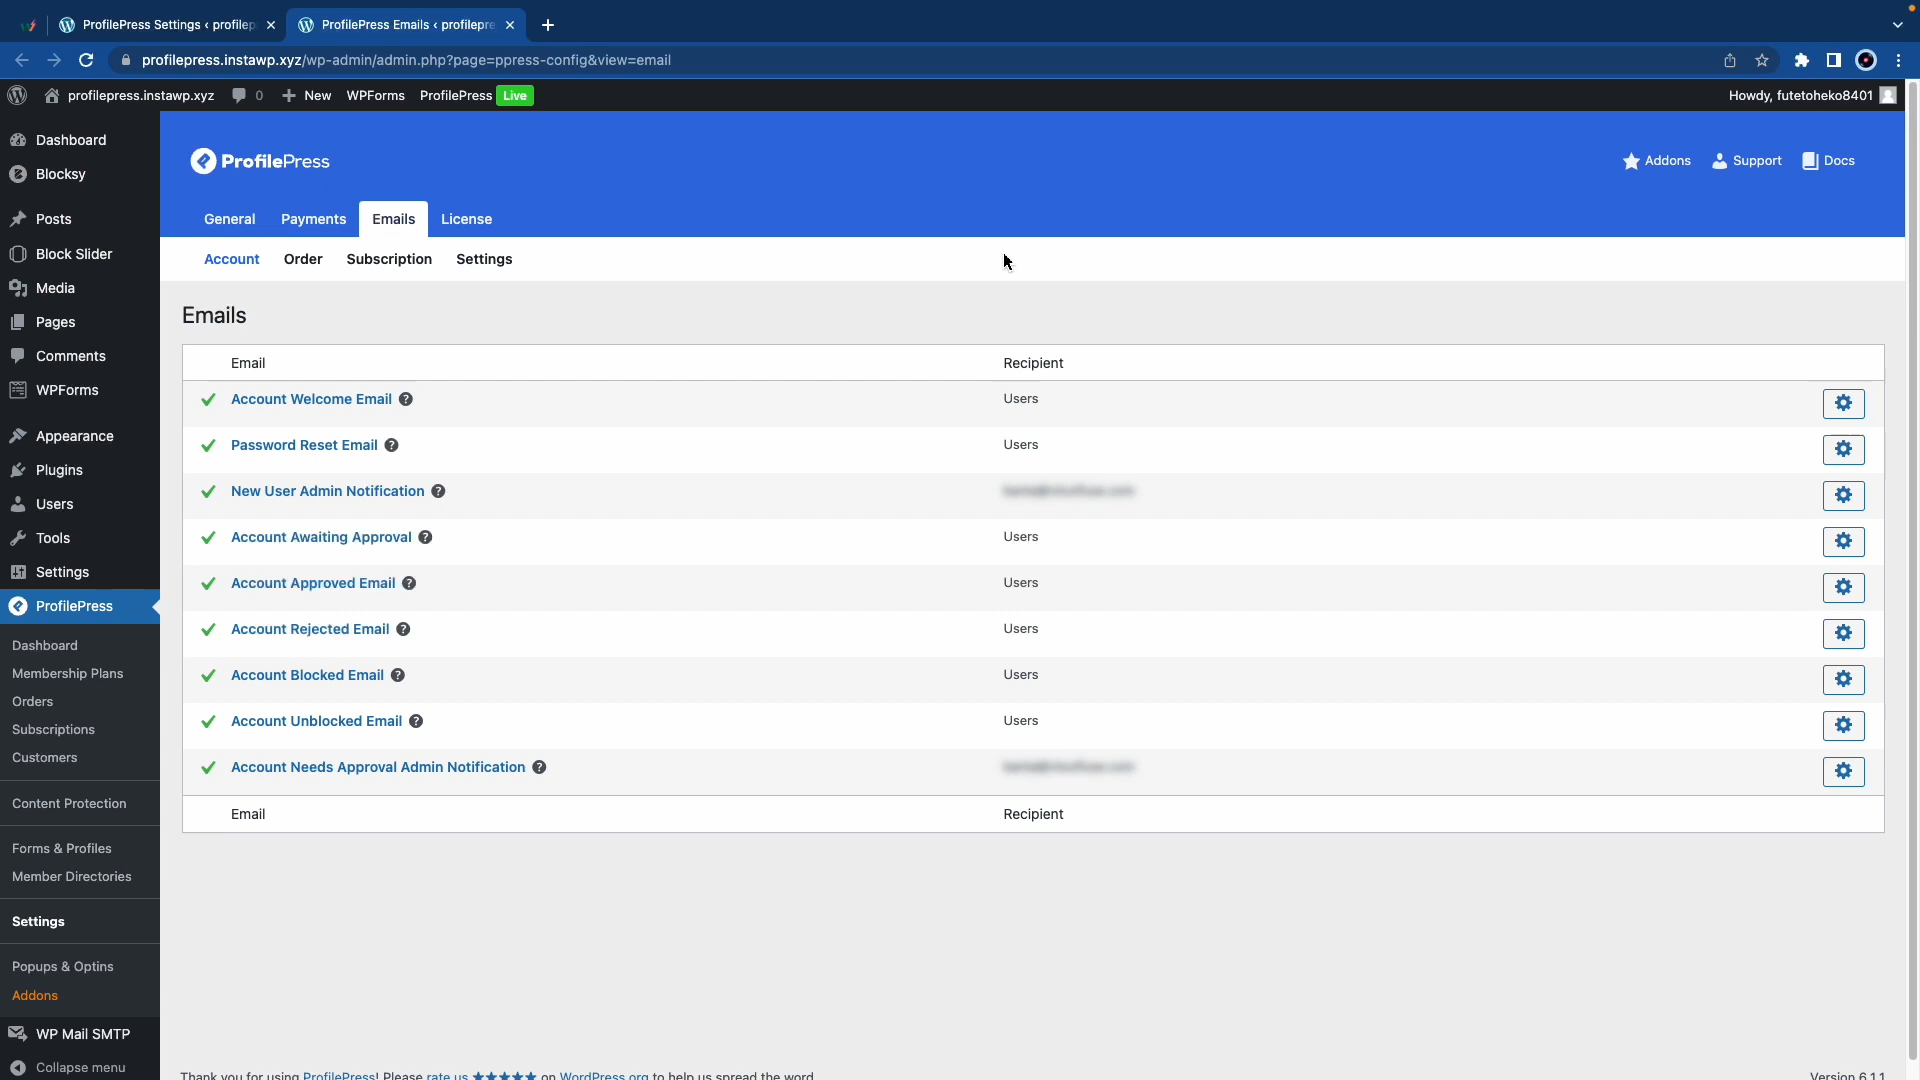 ProfilePress Settings ‹ profilep
ProfilePress Emails ‹ profilepre
profilepress.instawp.xyz/wp-admin/admin.php?page=ppress-config&view=email
profilepress.instawp.xyz 0 New WPForms ProfilePress Live
Howdy, futetoheko8401
Dashboard
Blocksy
Posts
Block Slider
Media
Pages
Comments
WPForms
Appearance
Plugins
Users
Tools
Settings
ProfilePress
Dashboard
Membership Plans
Orders
Subscriptions
Customers
Content Protection
Forms & Profiles
Member Directories
Settings
Popups & Optins
Addons
WP Mail SMTP
Collapse menu
ProfilePress
Addons Support Docs
General Payments Emails License
Account Order Subscription Settings
Emails
Email Recipient
Account Welcome Email ? Users
Password Reset Email ? Users
New User Admin Notification ?
Account Awaiting Approval ? Users
Account Approved Email ? Users
Account Rejected Email ? Users
Account Blocked Email ? Users
Account Unblocked Email ? Users
Account Needs Approval Admin Notification ?
Email Recipient
Thank you for using ProfilePress! Please rate us ★★★★★ on WordPress.org to help us spread the word.
Version 6.1.1